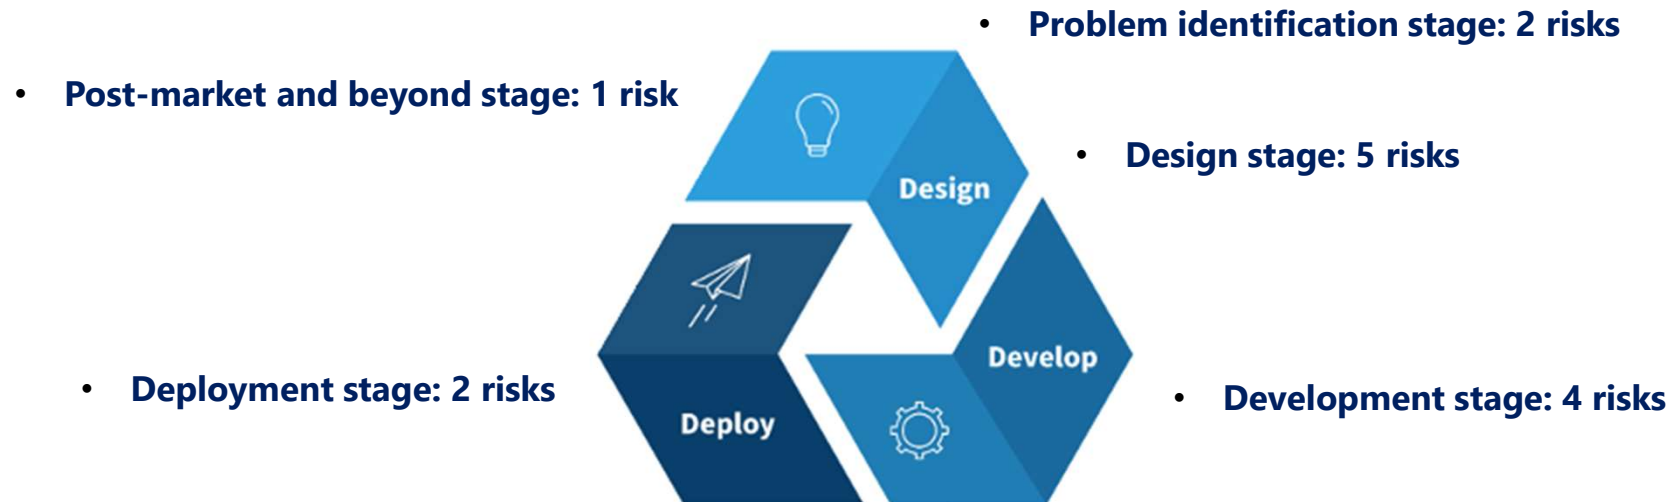 • Problem identification stage: 2 risks
• Post-market and beyond stage: 1 risk
• Design stage: 5 risks
Design
Develop
• Deployment stage: 2 risks
• Development stage: 4 risks
Deploy